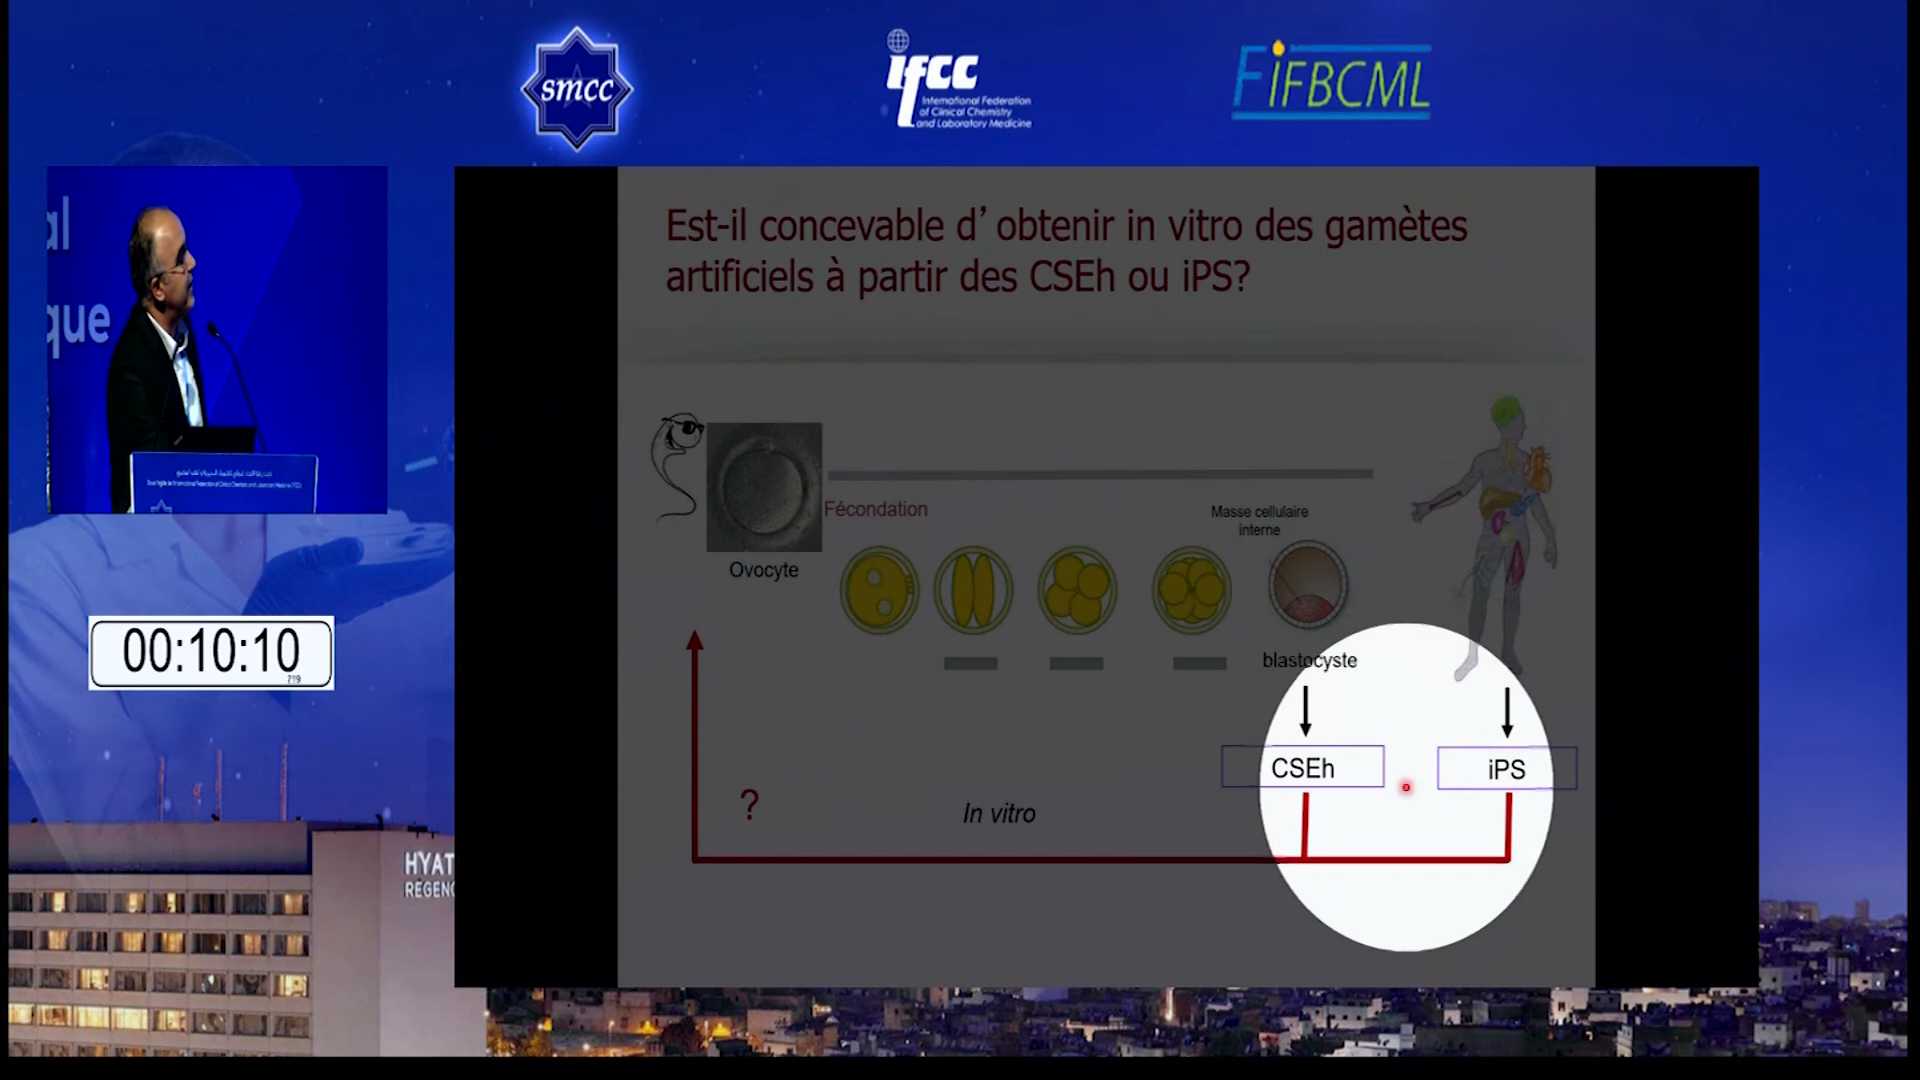 smcc
ifcc
International Federation
of Clinical Chemistry
and Laboratory Medicine
FIFBCML
al
que
Est-il concevable d’ obtenir in vitro des gamètes
artificiels à partir des CSEh ou iPS?
Fécondation
Masse cellulaire
interne
Ovocyte
blastocyste
00:10:10
CSEh
iPS
?
In vitro
HYAT
REGENC